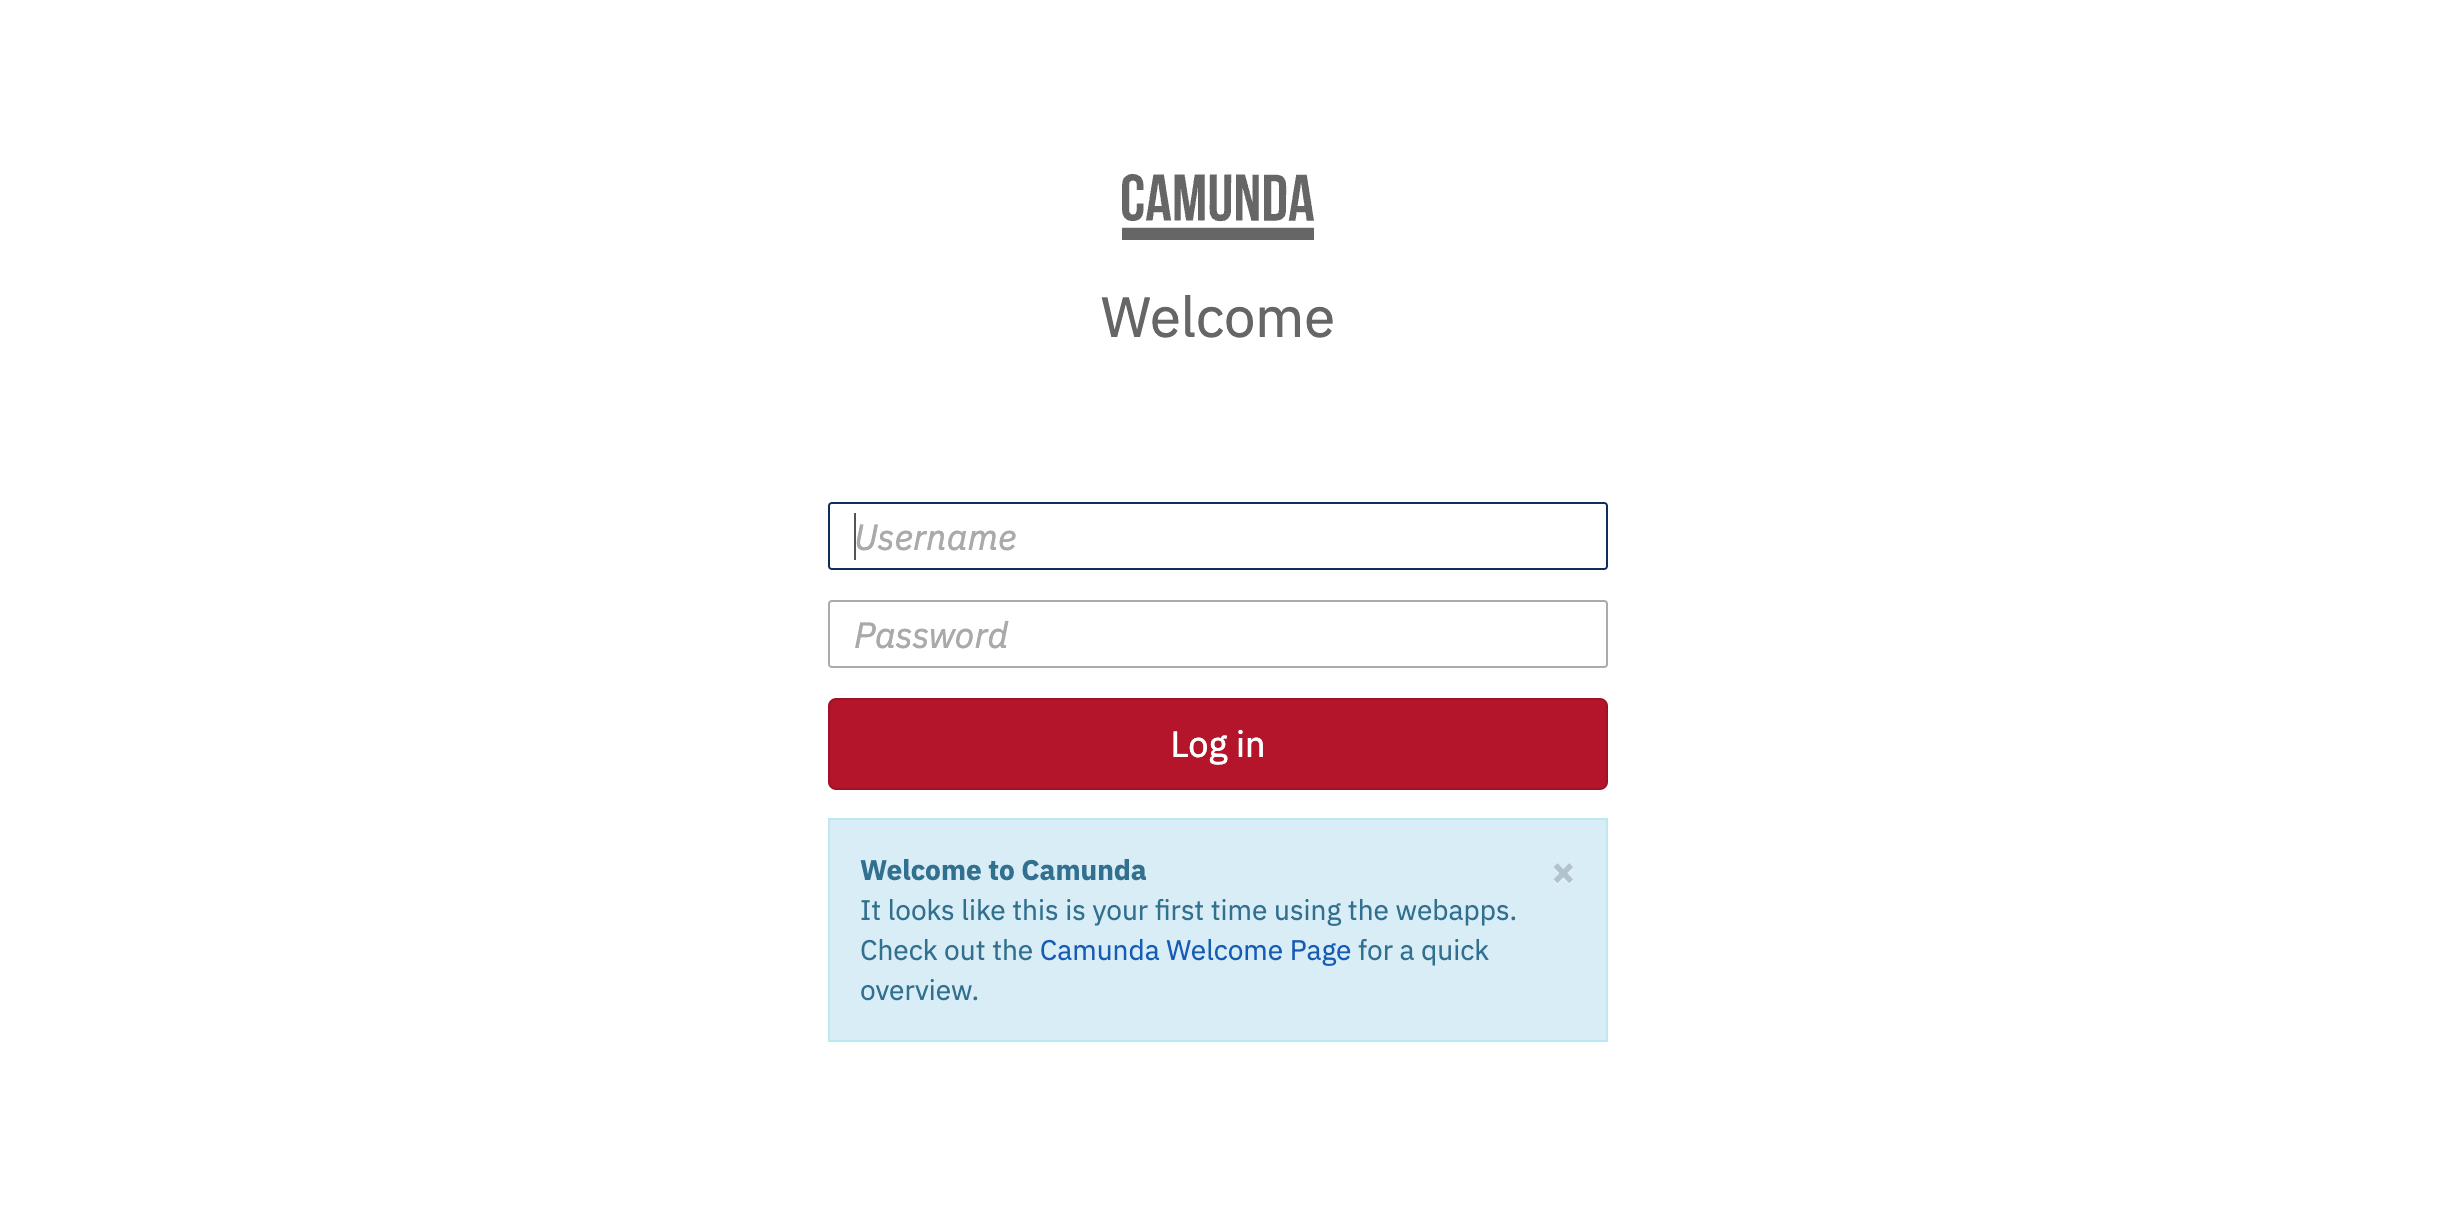 CAMUNDA
Welcome
Username
Password
Log in
Welcome to Camunda
It looks like this is your first time using the webapps.
Check out the Camunda Welcome Page for a quick
overview.